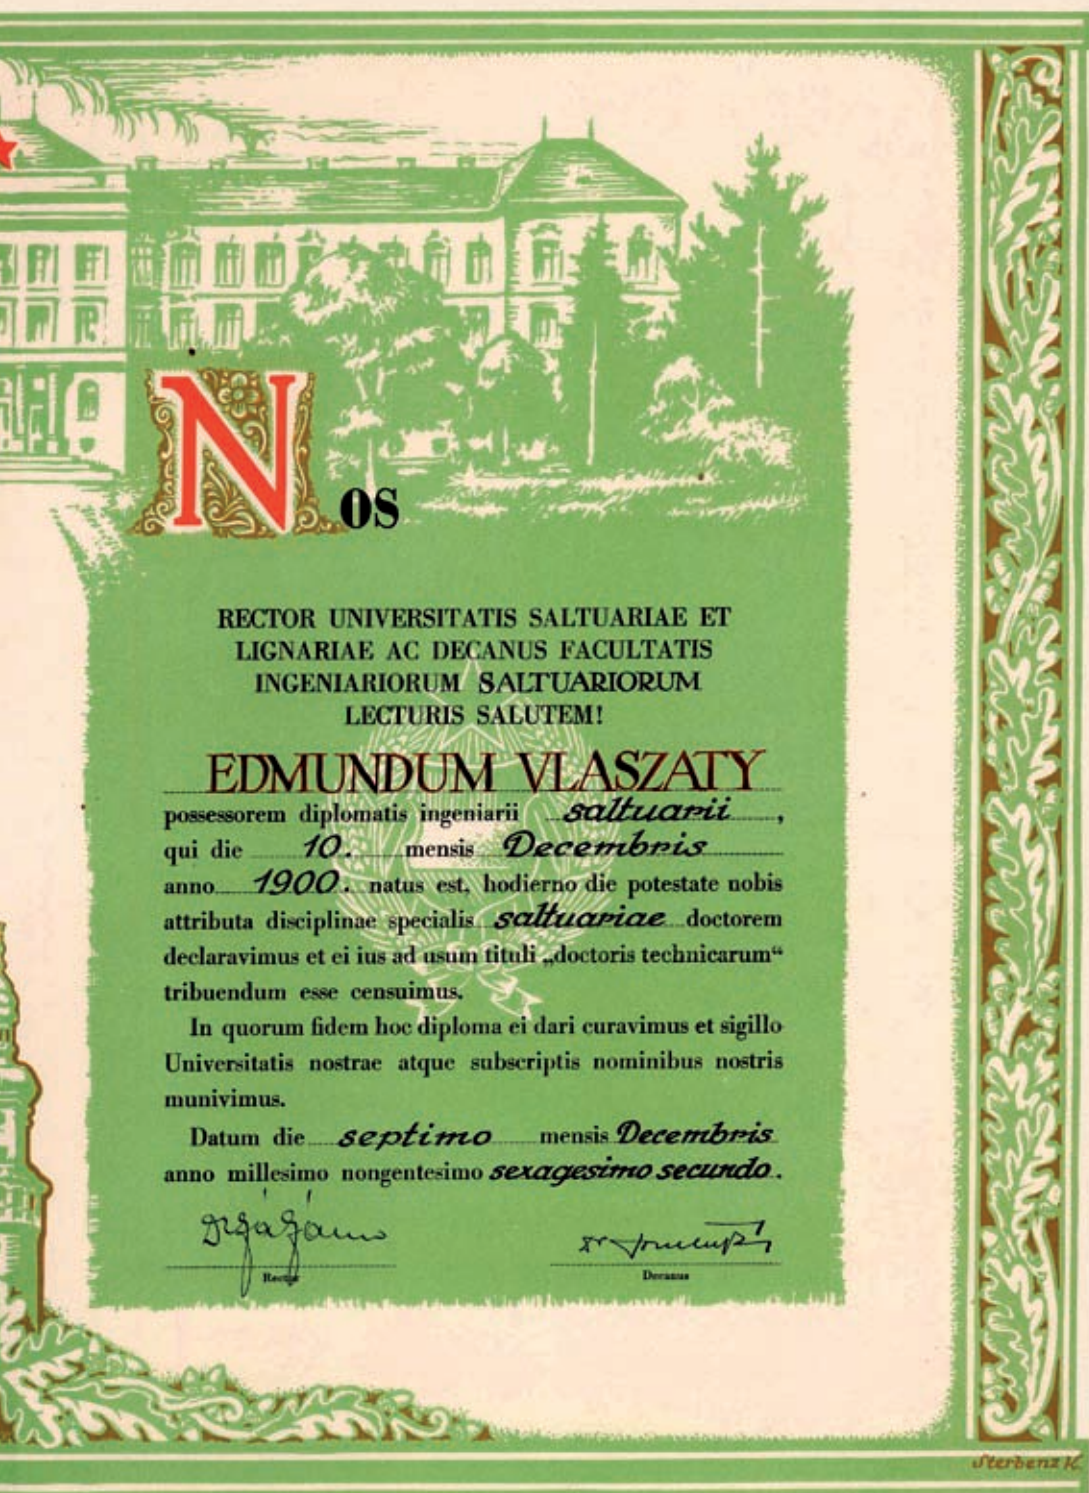 Nos
RECTOR UNIVERSITATIS SALTUARIAE ET
LIGNARIAE AC DECANUS FACULTATIS
INGENIARIORUM SALTUARIORUM
LECTURIS SALUTEM!
EDMUNDUM VLASZATY
possessorem diplomatis ingeniarii saltuarii,
qui die 10. mensis Decembris
anno 1900. natus est, hodierno die potestate nobis
attributa disciplinae specialis saltuariae doctorem
declaravimus et ei ius ad usum tituli „doctoris technicarum“
tribuendum esse censuimus.
In quorum fidem hoc diploma ei dari curavimus et sigillo
Universitatis nostrae atque subscriptis nominibus nostris
munivimus.
Datum die septimo mensis Decembris
anno millesimo nongentesimo sexagesimo secundo.
Rector Decanus
Sterbenz K.